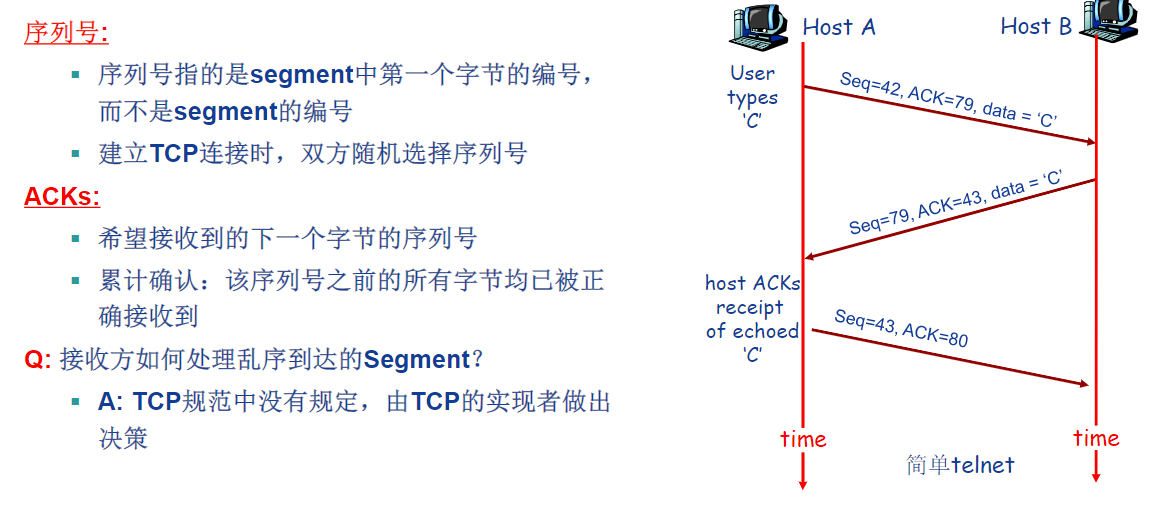 序列号:
▪ 序列号指的是segment中第一个字节的编号，
而不是segment的编号
▪ 建立TCP连接时，双方随机选择序列号
ACKs:
▪ 希望接收到的下一个字节的序列号
▪ 累计确认：该序列号之前的所有字节均已被正
确接收到
Q: 接收方如何处理乱序到达的Segment？
▪ A: TCP规范中没有规定，由TCP的实现者做出
决策
Host A
Host B
User
types
‘C’
Seq=42, ACK=79, data = ‘C’
Seq=79, ACK=43, data = ‘C’
host ACKs
receipt
of echoed
‘C’
Seq=43, ACK=80
time
time
简单telnet